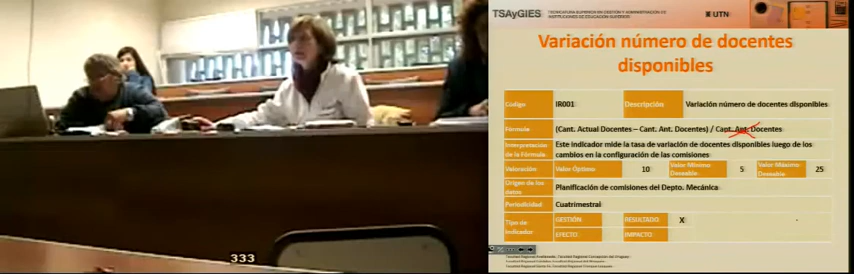 TSAyGIES
TECNICATURA SUPERIOR EN GESTIÓN Y ADMINISTRACIÓN DE
INSTITUCIONES DE EDUCACIÓN SUPERIOR
UTN
Variación número de docentes
disponibles
Código
IR001
Descripción
Variación número de docentes disponibles
Fórmula
(Cant. Actual Docentes – Cant. Ant. Docentes) / Cant. Ant. Docentes
Interpretación
de la Fórmula
Este indicador mide la tasa de variación de docentes disponibles luego de los
cambios en la configuración de las comisiones
Valoración
Valor Óptimo
10
Valor Mínimo
Deseable
5
Valor Máximo
Deseable
25
Origen de los
datos
Planificación de comisiones del Depto. Mecánica
Periodicidad
Cuatrimestral
Tipo de
Indicador
GESTIÓN
RESULTADO
X
EFECTO
IMPACTO
333